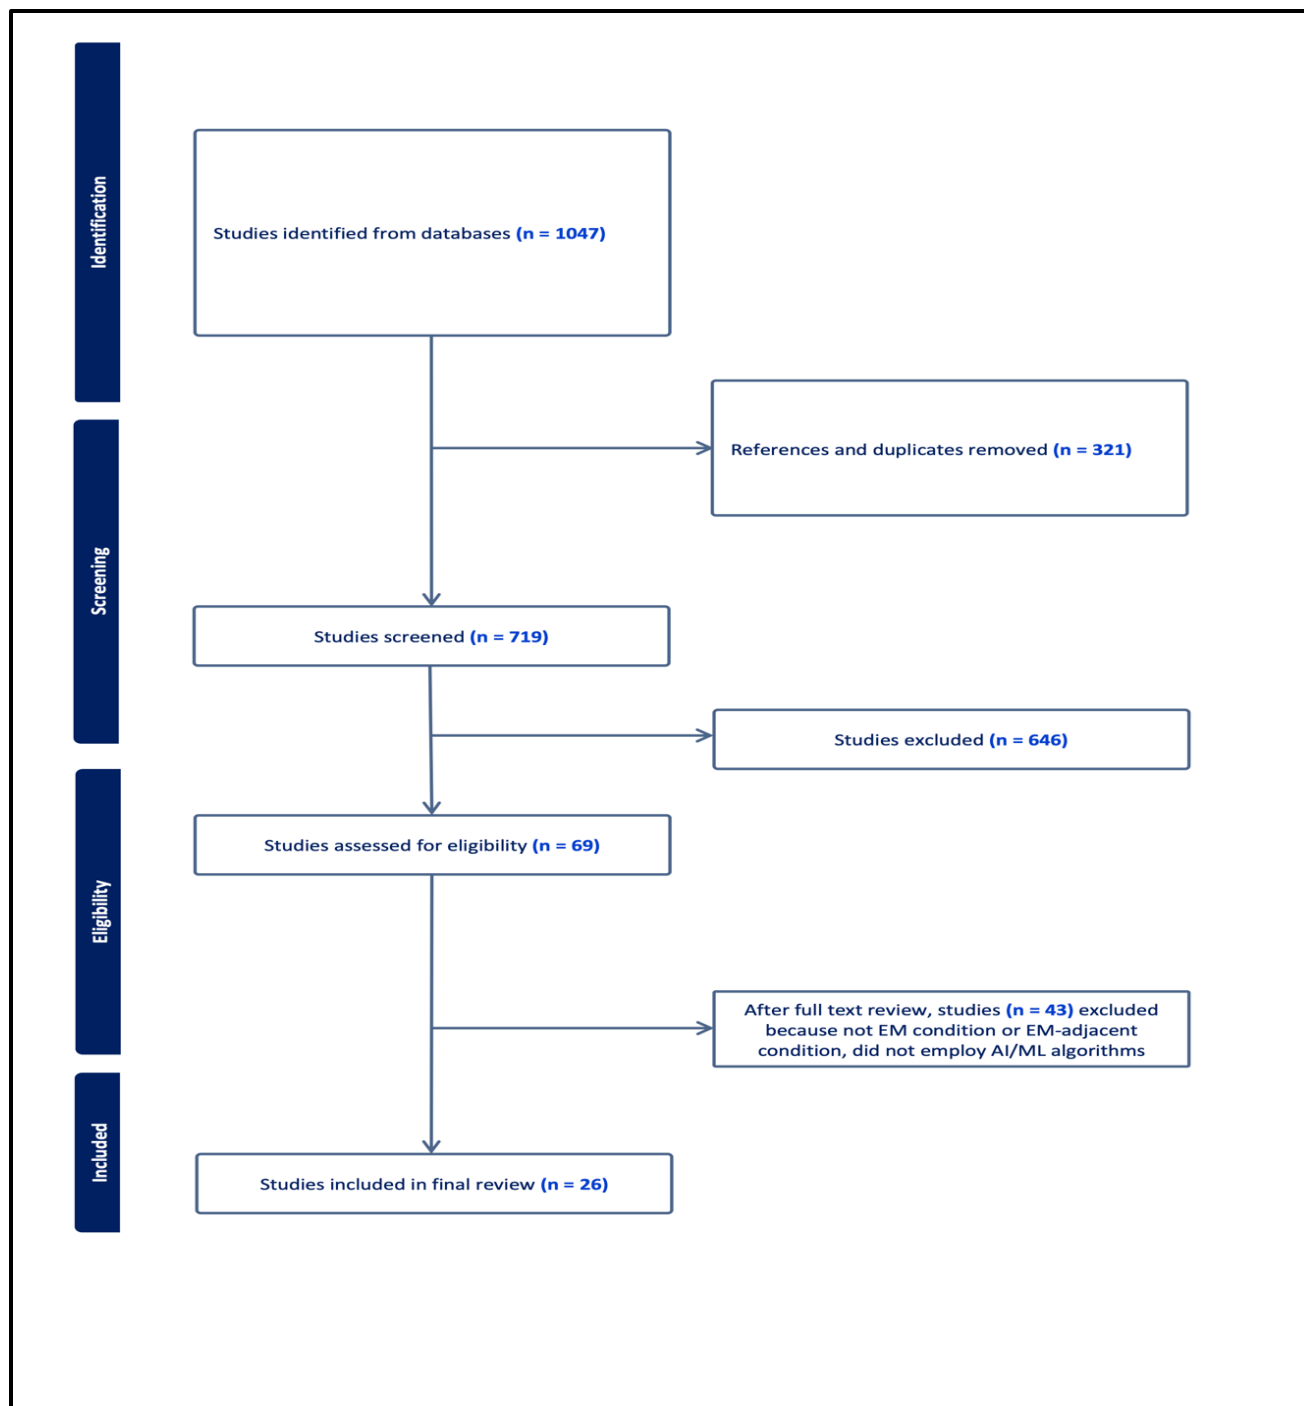 Identification
Studies identified from databases (n = 1047)
References and duplicates removed (n = 321)
Screening
Studies screened (n = 719)
Studies excluded (n = 646)
Eligibility
Studies assessed for eligibility (n = 69)
After full text review, studies (n = 43) excluded
because not EM condition or EM-adjacent
condition, did not employ AI/ML algorithms
Included
Studies included in final review (n = 26)